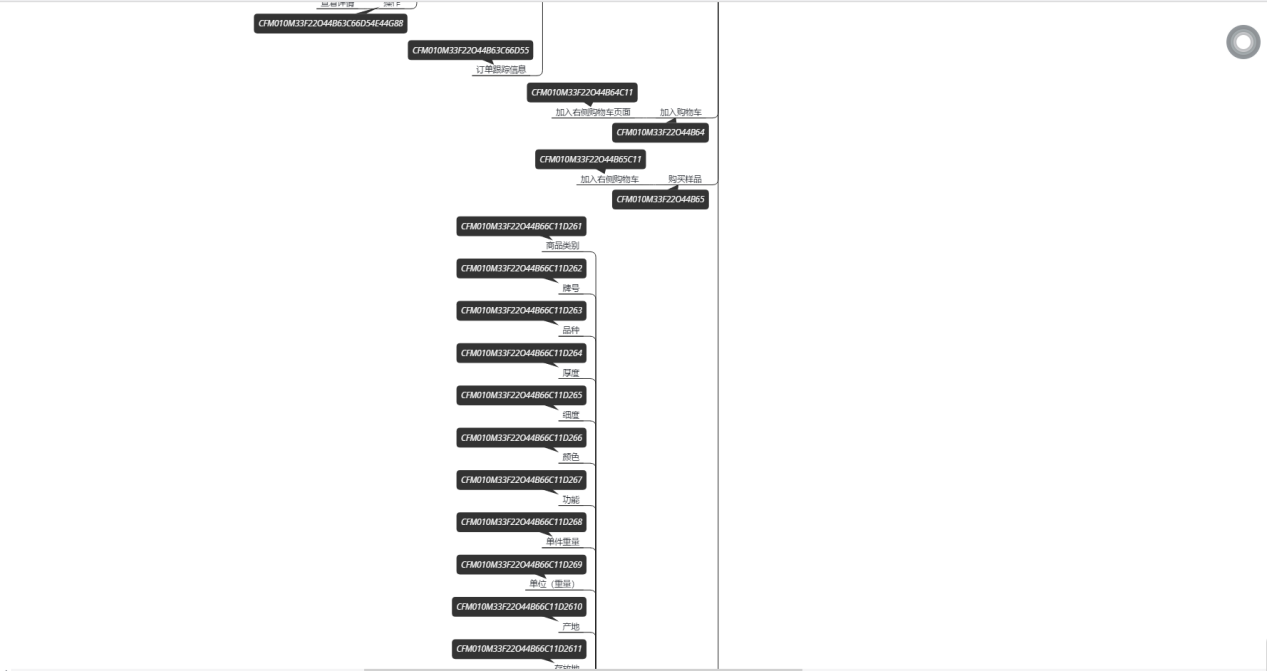 CFM010M33F22O44B63C66D54E44G88
CFM010M33F22O44B63C66D55
订单跟踪信息
CFM010M33F22O44B64C11
加入右侧购物车页面 加入购物车
CFM010M33F22O44B64
CFM010M33F22O44B65C11
加入右侧购物车 购买样品
CFM010M33F22O44B65
CFM010M33F22O44B66C11D261
商品类别
CFM010M33F22O44B66C11D262
牌号
CFM010M33F22O44B66C11D263
品种
CFM010M33F22O44B66C11D264
厚度
CFM010M33F22O44B66C11D265
细度
CFM010M33F22O44B66C11D266
颜色
CFM010M33F22O44B66C11D267
功能
CFM010M33F22O44B66C11D268
单件重量
CFM010M33F22O44B66C11D269
单位（重量）
CFM010M33F22O44B66C11D2610
产地
CFM010M33F22O44B66C11D2611